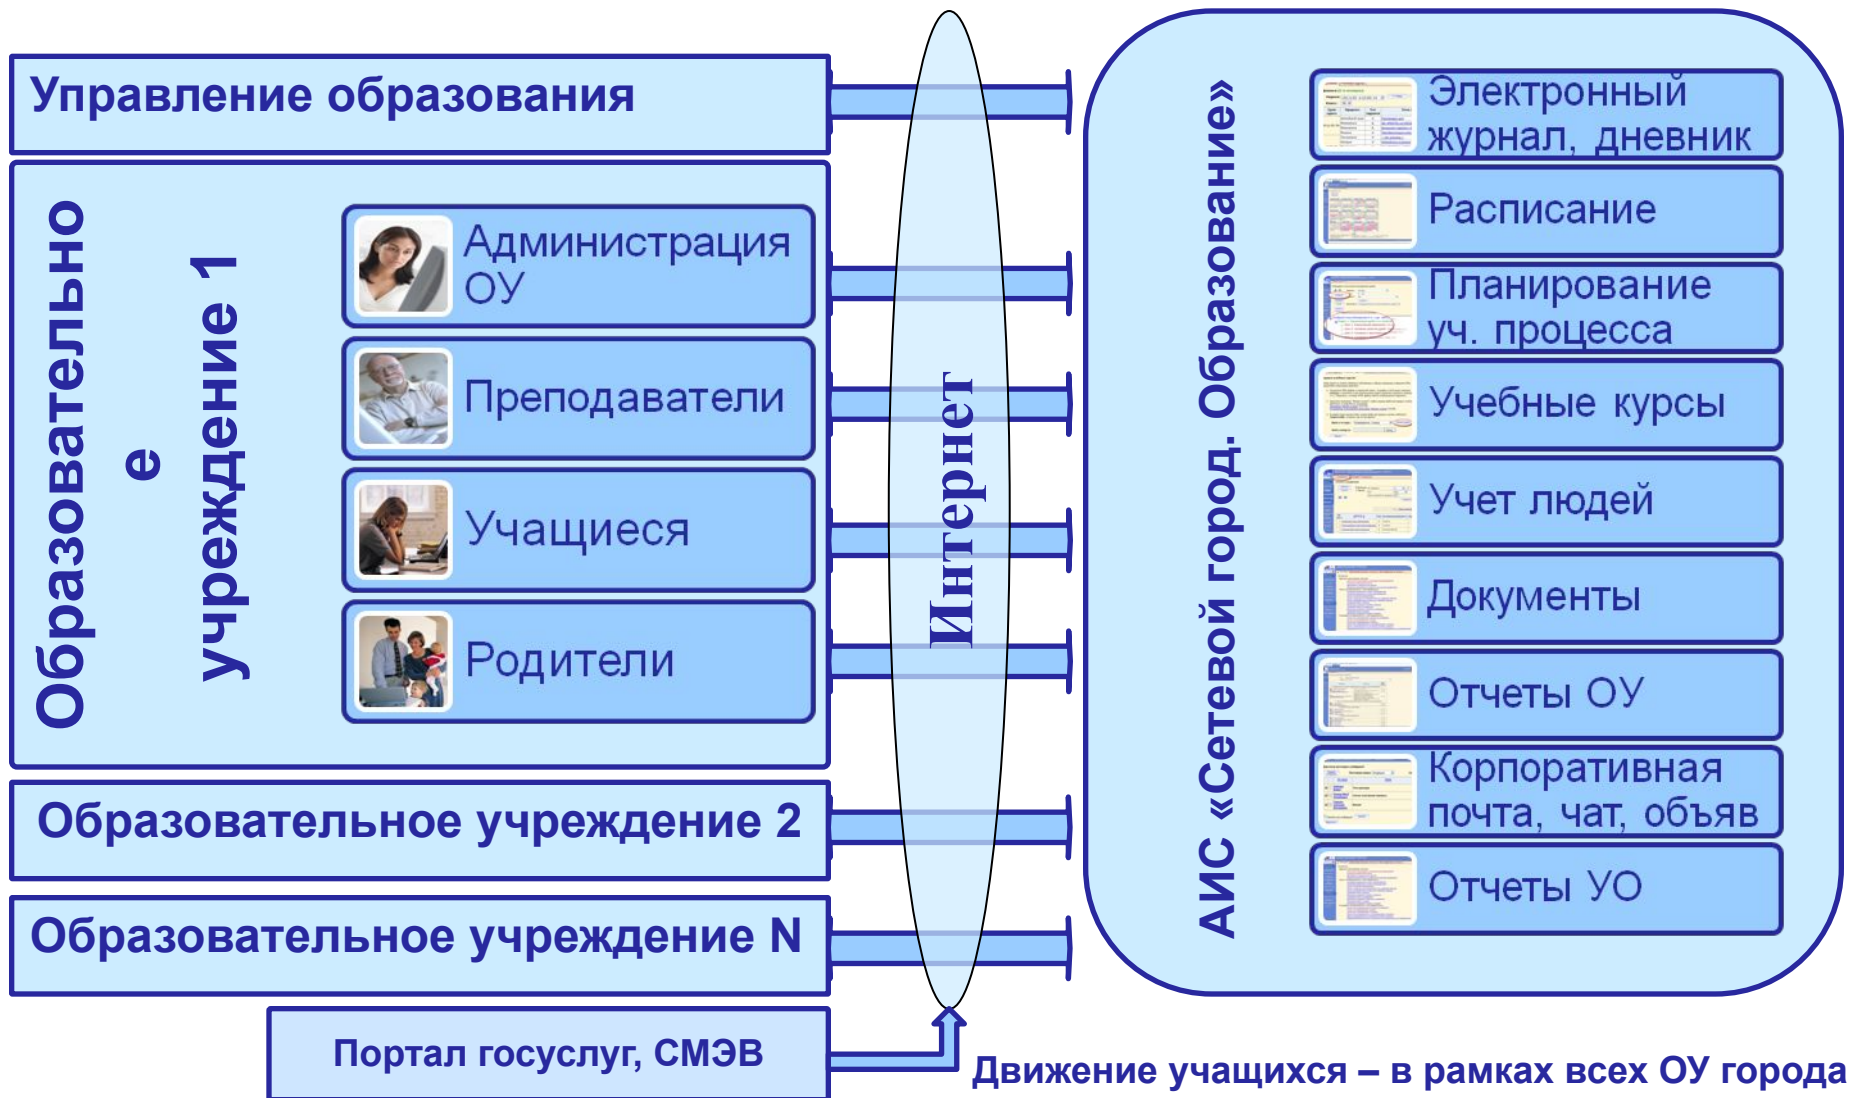 Управление образования
Образовательно
е
учреждение 1
Администрация
ОУ
Преподаватели
Учащиеся
Родители
Образовательное учреждение 2
Образовательное учреждение N
Портал госуслуг, СМЭВ
Интернет
АИС «Сетевой город. Образование»
Электронный
журнал, дневник
Расписание
Планирование
уч. процесса
Учебные курсы
Учет людей
Документы
Отчеты ОУ
Корпоративная
почта, чат, объяв
Отчеты УО
Движение учащихся – в рамках всех ОУ города